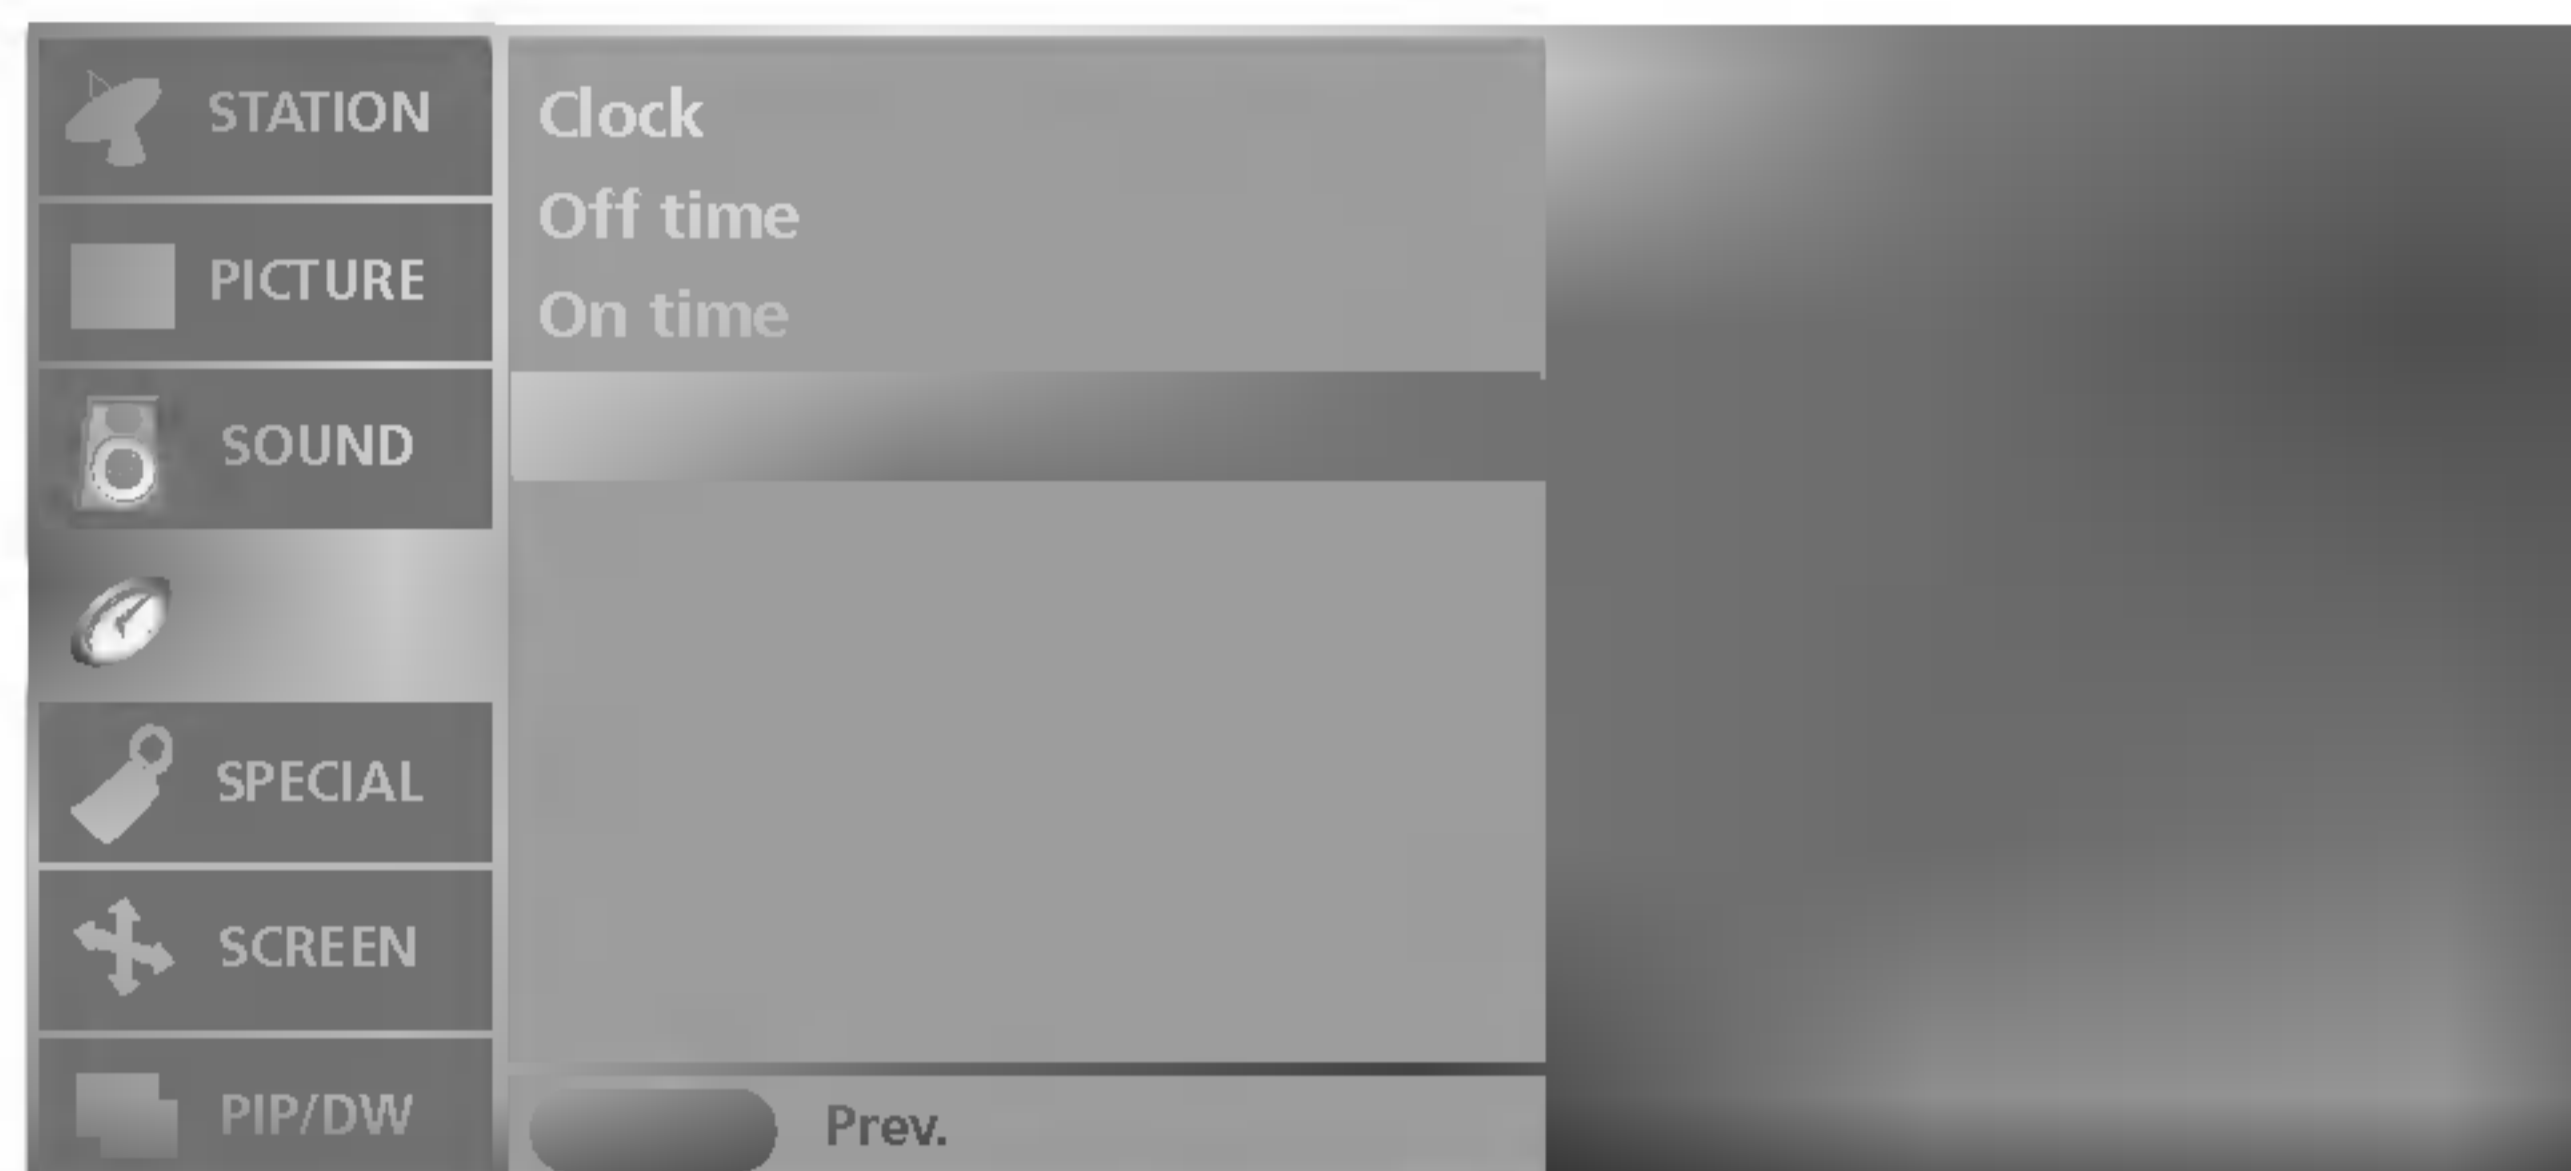 STATION
PICTURE
SOUND
SPECIAL
SCREEN
PIP/DW
Clock
Off time
On time
Prev.